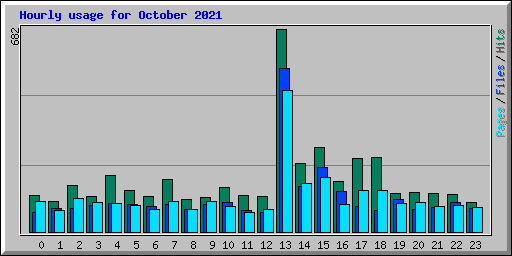 Hourly usage for October 2021
682
Pages/Files/Hits
0 1 2 3 4 5 6 7 8 9 10 11 12 13 14 15 16 17 18 19 20 21 22 23